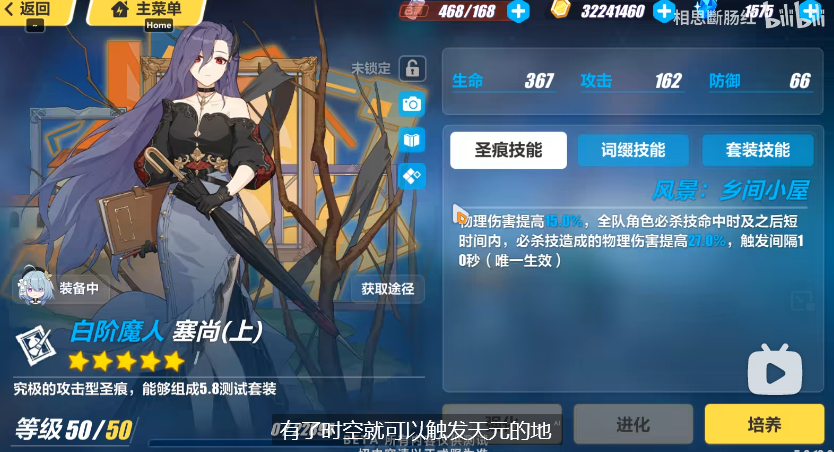 返回
主菜单
Home
468/168
32241460
1575
相思斷肠红
bilibili
未锁定
生命 367 攻击 162 防御 66
圣痕技能 词缀技能 套装技能
风景：乡间小屋
物理伤害提高15.0%，全队角色必杀技命中时及之后短
时间内，必杀技造成的物理伤害提高27.0%，触发间隔1
0秒（唯一生效）
装备中
获取途径
白阶魔人 塞尚(上)
究极的攻击型圣痕，能够组成5.8测试套装
等级 50/50
进化
培养
有了时空就可以触发天元的地